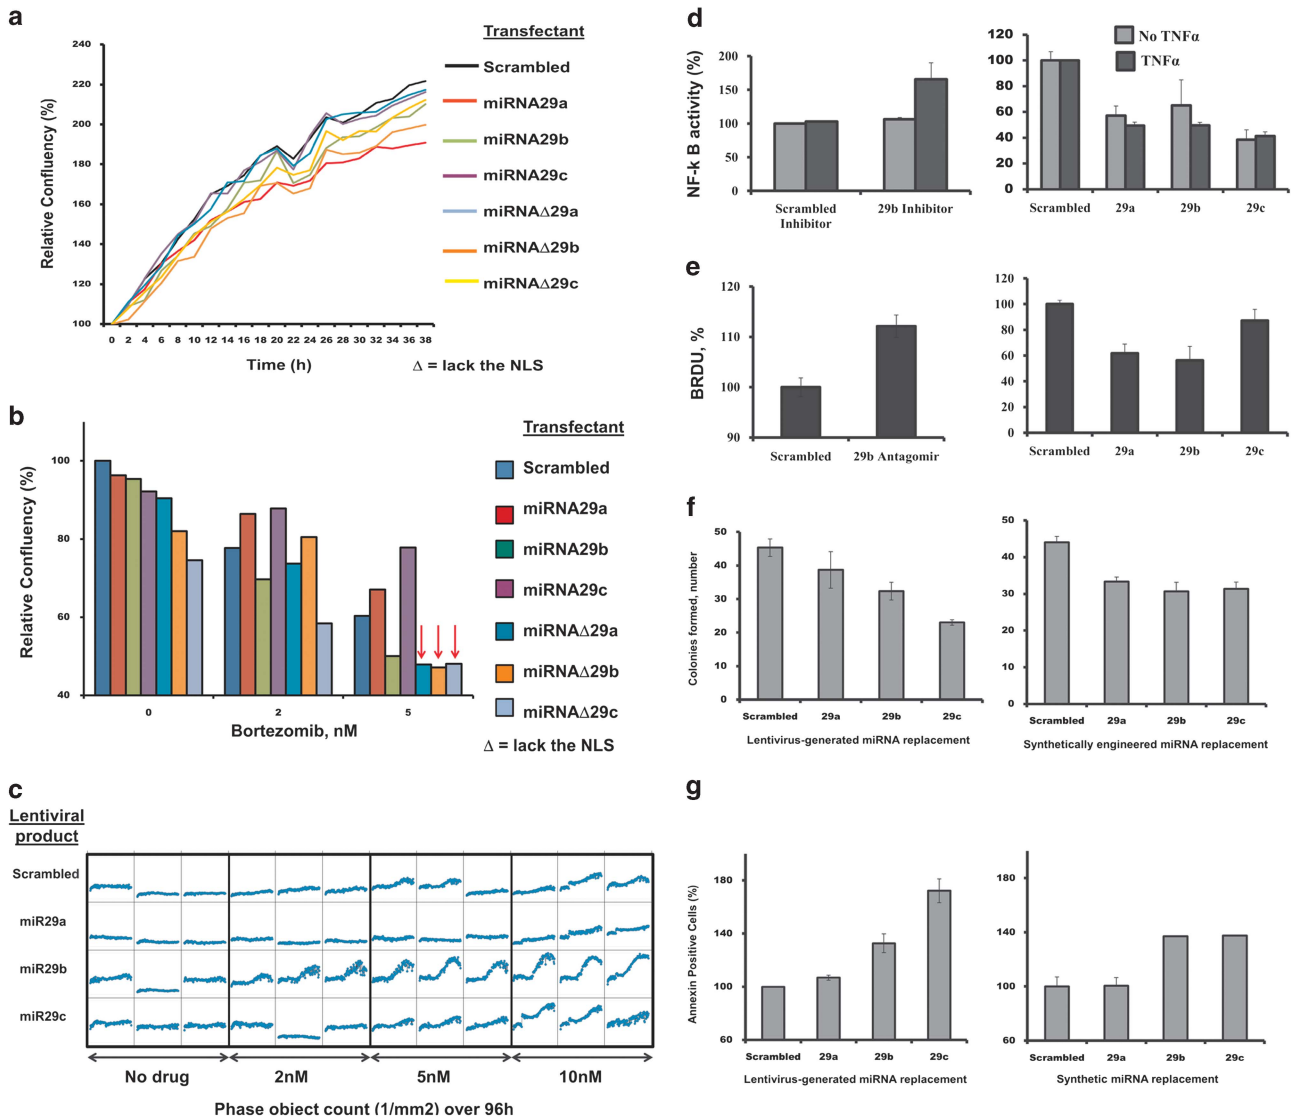 a
Relative Confluency (%)
240
220
200
180
160
140
120
100
0 2 4 6 8 10 12 14 16 18 20 22 24 26 28 30 32 34 36 38
Time (h)
Δ = lack the NLS
Transfectant
Scrambled
miRNA29a
miRNA29b
miRNA29c
miRNAΔ29a
miRNAΔ29b
miRNAΔ29c
b
Relative Confluency (%)
100
80
60
40
0 2 5
Bortezomib, nM
Transfectant
Scrambled
miRNA29a
miRNA29b
miRNA29c
miRNAΔ29a
miRNAΔ29b
miRNAΔ29c
Δ = lack the NLS
c
Lentiviral
product
Scrambled
miR29a
miR29b
miR29c
No drug 2nM 5nM 10nM
Phase object count (1/mm2) over 96h
d
NF-k B activity (%)
200
150
100
50
0
Scrambled
Inhibitor
29b Inhibitor
120
100
80
60
40
20
0
No TNFα
TNFα
Scrambled 29a 29b 29c
e
BRDU, %
120
110
100
90
Scrambled 29b Antagomir
120
100
80
60
40
20
0
Scrambled 29a 29b 29c
f
Colonies formed, number
50
40
30
20
10
0
Scrambled 29a 29b 29c
Lentivirus-generated miRNA replacement
50
40
30
20
10
0
Scrambled 29a 29b 29c
Synthetically engineered miRNA replacement
g
Annexin Positive Cells (%)
180
140
100
60
Scrambled 29a 29b 29c
Lentivirus-generated miRNA replacement
180
140
100
60
Scrambled 29a 29b 29c
Synthetic miRNA replacement